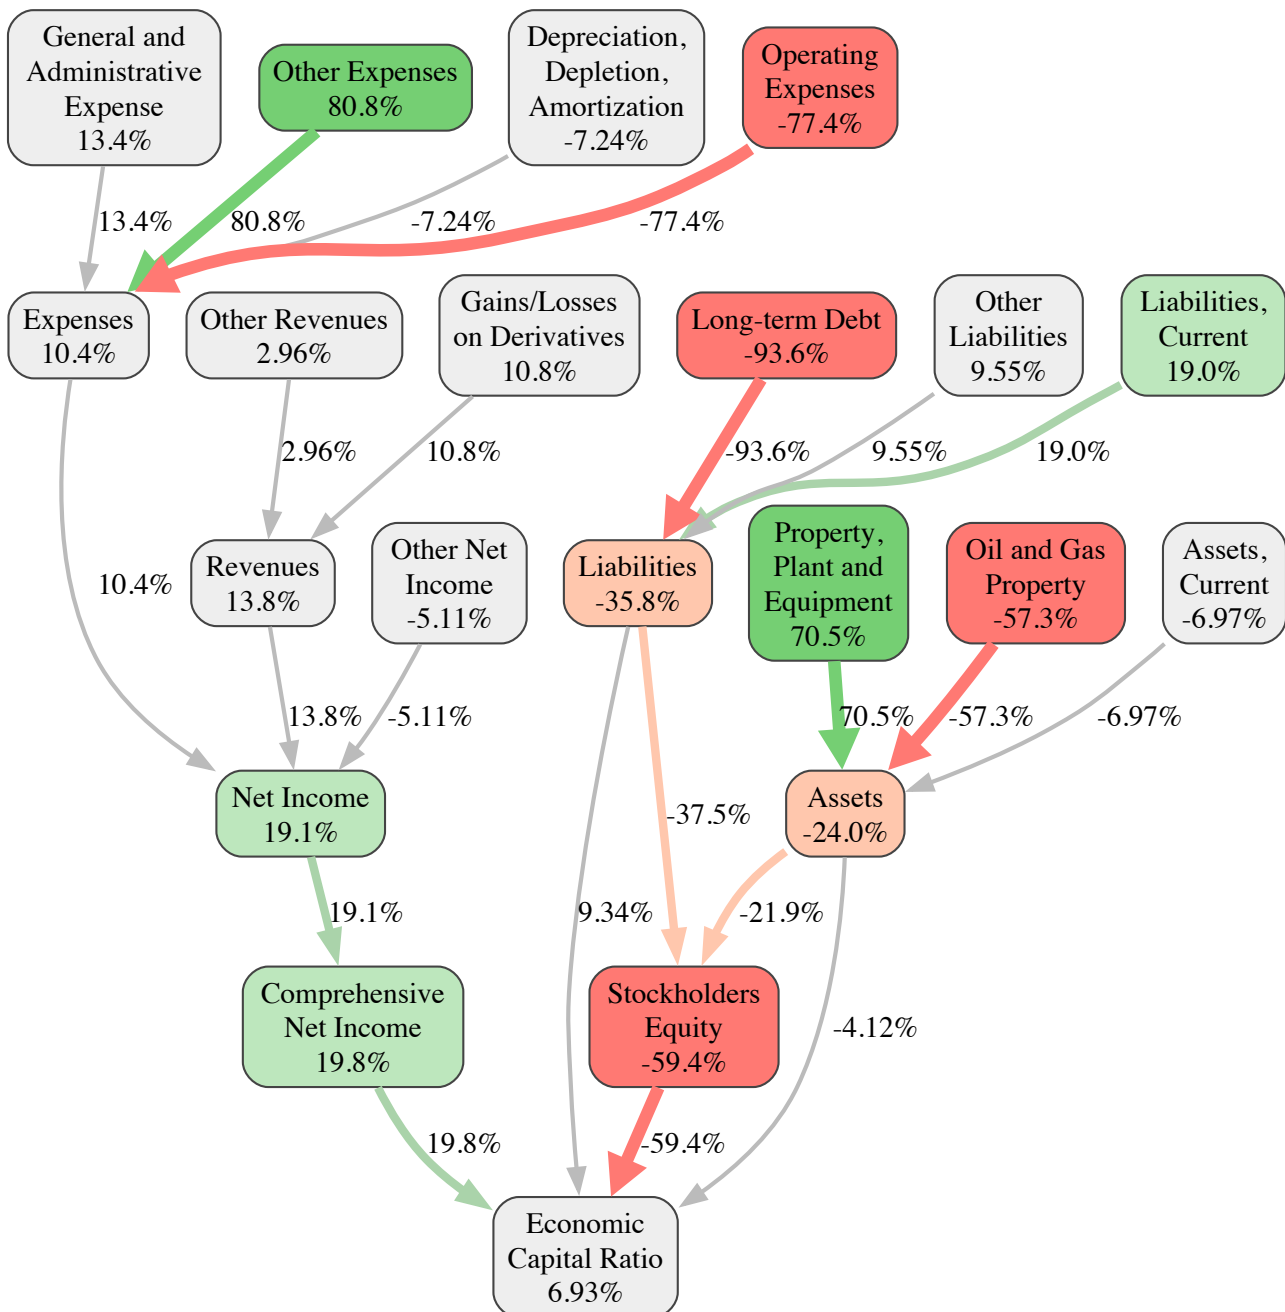 General and
Administrative
Expense
13.4%
Other Expenses
80.8%
Depreciation,
Depletion,
Amortization
-7.24%
Operating
Expenses
-77.4%
13.4%
80.8%
-7.24%
-77.4%
Expenses
10.4%
Other Revenues
2.96%
Gains/Losses
on Derivatives
10.8%
Long-term Debt
-93.6%
Other
Liabilities
9.55%
Liabilities,
Current
19.0%
2.96%
10.8%
-93.6%
9.55%
19.0%
10.4%
Revenues
13.8%
Other Net
Income
-5.11%
Liabilities
-35.8%
Property,
Plant and
Equipment
70.5%
Oil and Gas
Property
-57.3%
Assets,
Current
-6.97%
13.8%
-5.11%
70.5%
-57.3%
-6.97%
Net Income
19.1%
-37.5%
Assets
-24.0%
19.1%
9.34%
-21.9%
Comprehensive
Net Income
19.8%
Stockholders
Equity
-59.4%
-4.12%
19.8%
-59.4%
Economic
Capital Ratio
6.93%